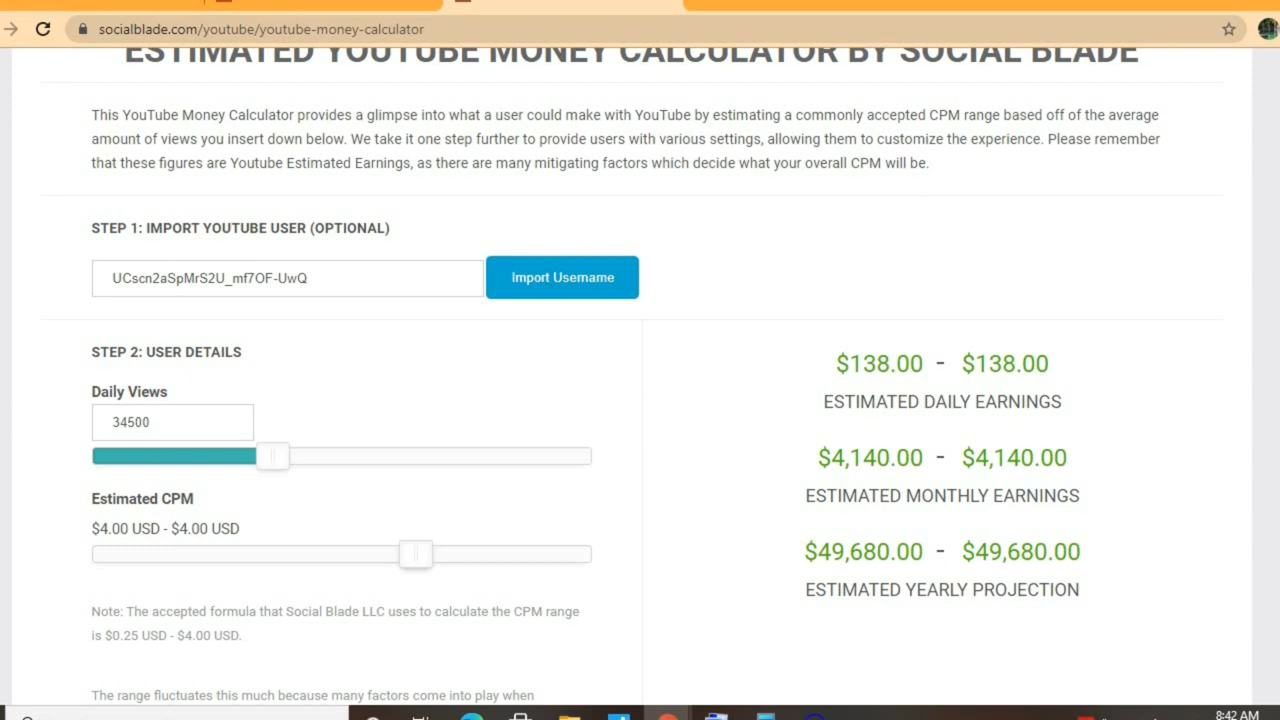 socialblade.com/youtube/youtube-money-calculator
ESTIMATED YOUTUBE MONEY CALCULATOR BY SOCIAL BLADE
This YouTube Money Calculator provides a glimpse into what a user could make with YouTube by estimating a commonly accepted CPM range based off of the average
amount of views you insert down below. We take it one step further to provide users with various settings, allowing them to customize the experience. Please remember
that these figures are Youtube Estimated Earnings, as there are many mitigating factors which decide what your overall CPM will be.
STEP 1: IMPORT YOUTUBE USER (OPTIONAL)
UCscn2aSpMrS2U_mf7OF-UwQ
Import Username
STEP 2: USER DETAILS
Daily Views
34500
Estimated CPM
$4.00 USD - $4.00 USD
Note: The accepted formula that Social Blade LLC uses to calculate the CPM range
is $0.25 USD - $4.00 USD.
The range fluctuates this much because many factors come into play when
$138.00 - $138.00
ESTIMATED DAILY EARNINGS
$4,140.00 - $4,140.00
ESTIMATED MONTHLY EARNINGS
$49,680.00 - $49,680.00
ESTIMATED YEARLY PROJECTION
8:42 AM